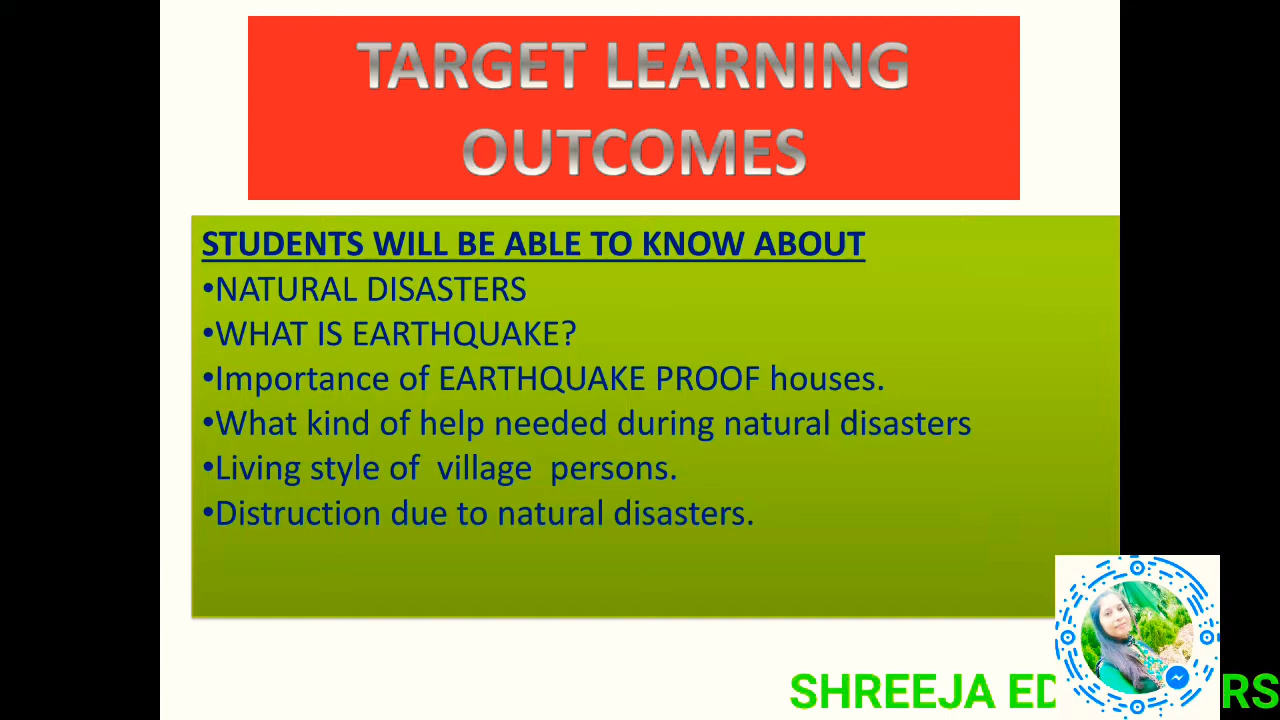 TARGET LEARNING
OUTCOMES
STUDENTS WILL BE ABLE TO KNOW ABOUT
•NATURAL DISASTERS
•WHAT IS EARTHQUAKE?
•Importance of EARTHQUAKE PROOF houses.
•What kind of help needed during natural disasters
•Living style of village persons.
•Distruction due to natural disasters.
SHREEJA